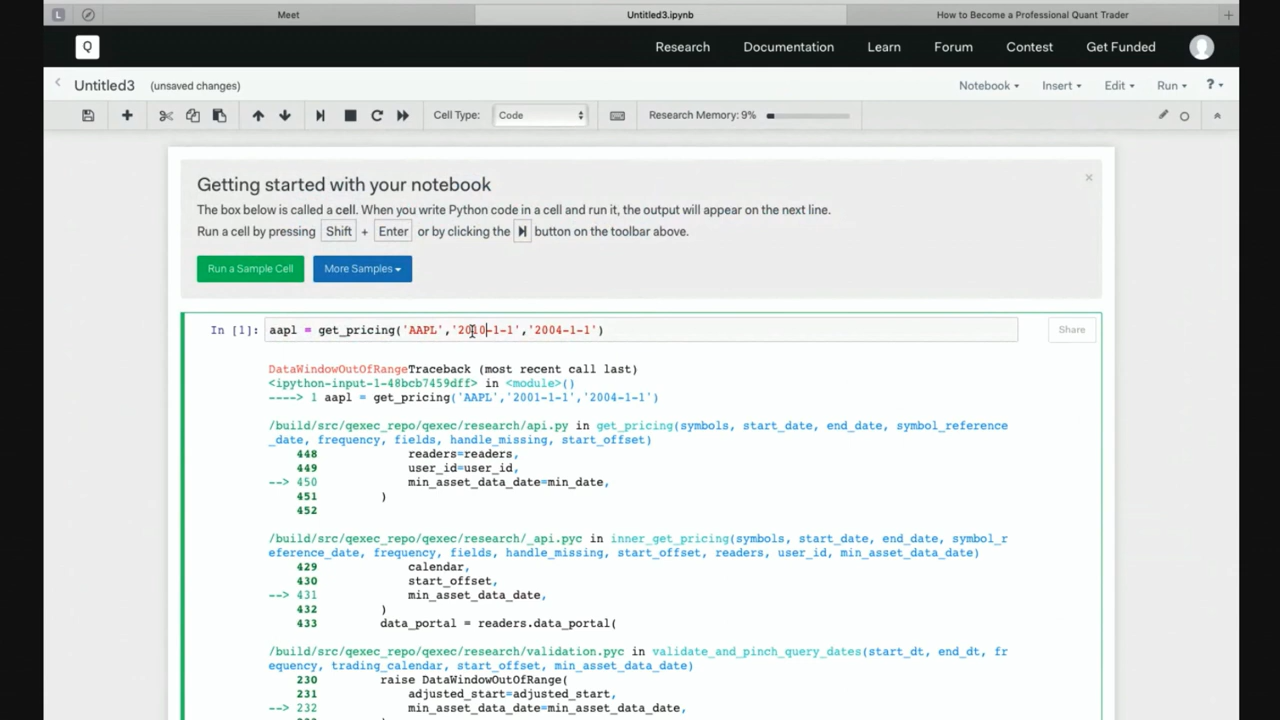 L Meet Untitled3.ipynb How to Become a Professional Quant Trader +
Q Research Documentation Learn Forum Contest Get Funded
Untitled3 (unsaved changes) Notebook Insert Edit Run ?
Cell Type: Code Research Memory: 9%
Getting started with your notebook
The box below is called a cell. When you write Python code in a cell and run it, the output will appear on the next line.
Run a cell by pressing Shift + Enter or by clicking the button on the toolbar above.
Run a Sample Cell More Samples
In [1]: aapl = get_pricing('AAPL','2010-1-1','2004-1-1') Share
DataWindowOutOfRangeTraceback (most recent call last)
<ipython-input-1-48bcb7459dff> in <module>()
----> 1 aapl = get_pricing('AAPL','2001-1-1','2004-1-1')
/build/src/qexec_repo/qexec/research/api.py in get_pricing(symbols, start_date, end_date, symbol_reference
_date, frequency, fields, handle_missing, start_offset)
448 readers=readers,
449 user_id=user_id,
--> 450 min_asset_data_date=min_date,
451 )
452
/build/src/qexec_repo/qexec/research/_api.pyc in inner_get_pricing(symbols, start_date, end_date, symbol_r
eference_date, frequency, fields, handle_missing, start_offset, readers, user_id, min_asset_data_date)
429 calendar,
430 start_offset,
--> 431 min_asset_data_date,
432 )
433 data_portal = readers.data_portal(
/build/src/qexec_repo/qexec/research/validation.pyc in validate_and_pinch_query_dates(start_dt, end_dt, fr
equency, trading_calendar, start_offset, min_asset_data_date)
230 raise DataWindowOutOfRange(
231 adjusted_start=adjusted_start,
--> 232 min_asset_data_date=min_asset_data_date,